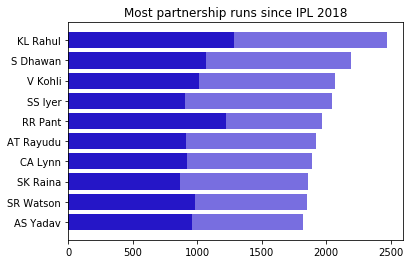 Most partnership runs since IPL 2018
KL Rahul
S Dhawan
V Kohli
SS Iyer
RR Pant
AT Rayudu
CA Lynn
SK Raina
SR Watson
AS Yadav
0 500 1000 1500 2000 2500